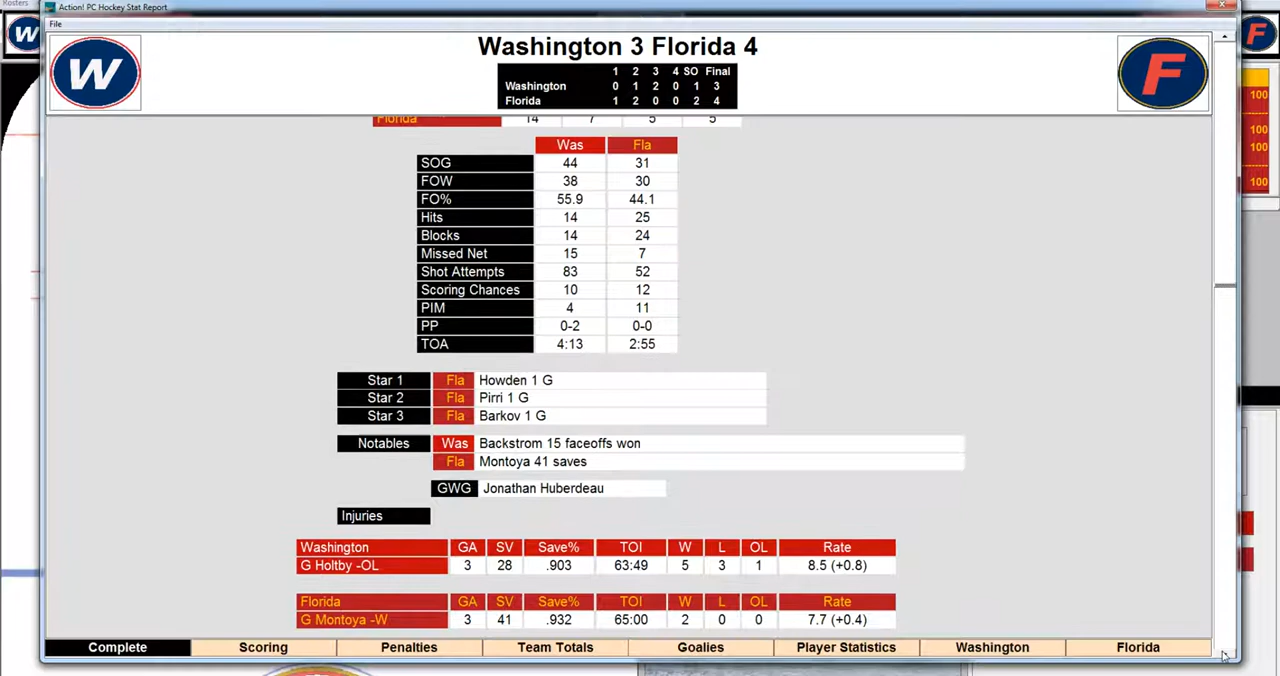 Rosters
Action! PC Hockey Stat Report
File
W
W
Washington 3 Florida 4
F
F
1 2 3 4 SO Final
Washington 0 1 2 0 1 3
Florida 1 2 0 0 2 4
Florida 14 7 5 5
Was Fla
SOG 44 31
FOW 38 30
FO% 55.9 44.1
Hits 14 25
Blocks 14 24
Missed Net 15 7
Shot Attempts 83 52
Scoring Chances 10 12
PIM 4 11
PP 0-2 0-0
TOA 4:13 2:55
100
100
100
100
Star 1 Fla Howden 1 G
Star 2 Fla Pirri 1 G
Star 3 Fla Barkov 1 G
Notables Was Backstrom 15 faceoffs won
Fla Montoya 41 saves
GWG Jonathan Huberdeau
Injuries
Washington GA SV Save% TOI W L OL Rate
G Holtby -OL 3 28 .903 63:49 5 3 1 8.5 (+0.8)
Florida GA SV Save% TOI W L OL Rate
G Montoya -W 3 41 .932 65:00 2 0 0 7.7 (+0.4)
Complete Scoring Penalties Team Totals Goalies Player Statistics Washington Florida